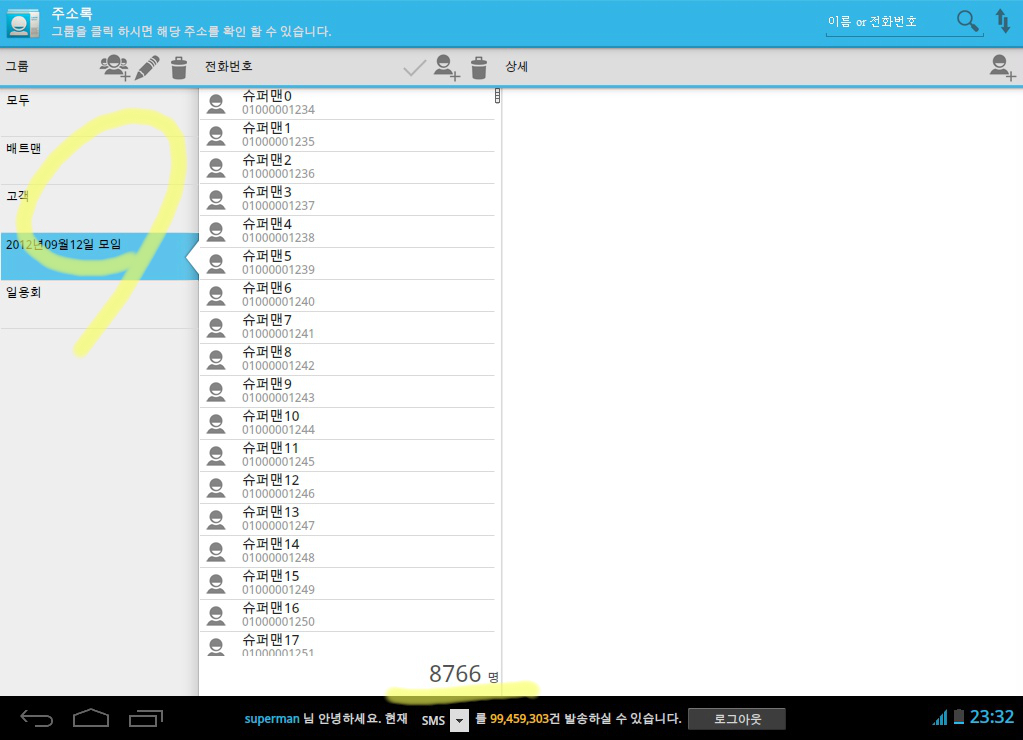 주소록
그룹을 클릭 하시면 해당 주소를 확인 할 수 있습니다.
이름 or 전화번호
그룹
전화번호
상세
모두
배트맨
고객
2012년09월12일 모임
일용회
9
슈퍼맨0
01000001234
슈퍼맨1
01000001235
슈퍼맨2
01000001236
슈퍼맨3
01000001237
슈퍼맨4
01000001238
슈퍼맨5
01000001239
슈퍼맨6
01000001240
슈퍼맨7
01000001241
슈퍼맨8
01000001242
슈퍼맨9
01000001243
슈퍼맨10
01000001244
슈퍼맨11
01000001245
슈퍼맨12
01000001246
슈퍼맨13
01000001247
슈퍼맨14
01000001248
슈퍼맨15
01000001249
슈퍼맨16
01000001250
슈퍼맨17
01000001251
8766 명
superman 님 안녕하세요. 현재 SMS 를 99,459,303건 발송하실 수 있습니다. 로그아웃
23:32